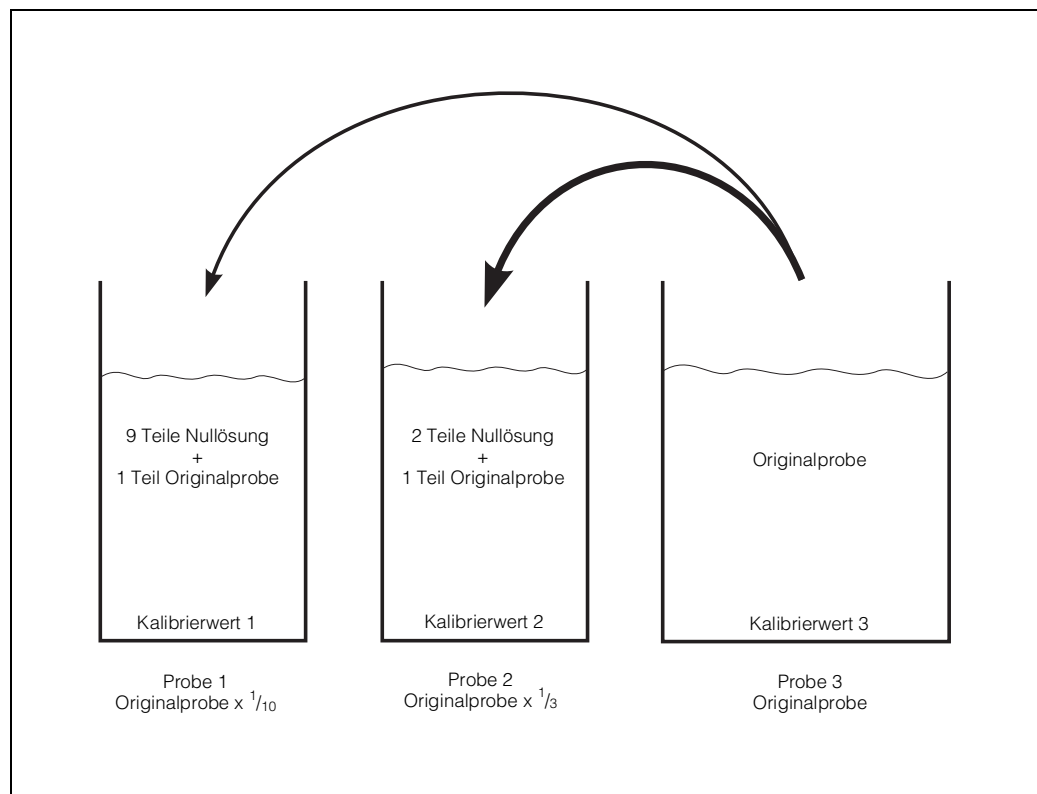 9 Teile Nullösung
+
1 Teil Originalprobe
Kalibrierwert 1
Probe 1
Originalprobe x 1/10
2 Teile Nullösung
+
1 Teil Originalprobe
Kalibrierwert 2
Probe 2
Originalprobe x 1/3
Originalprobe
Kalibrierwert 3
Probe 3
Originalprobe